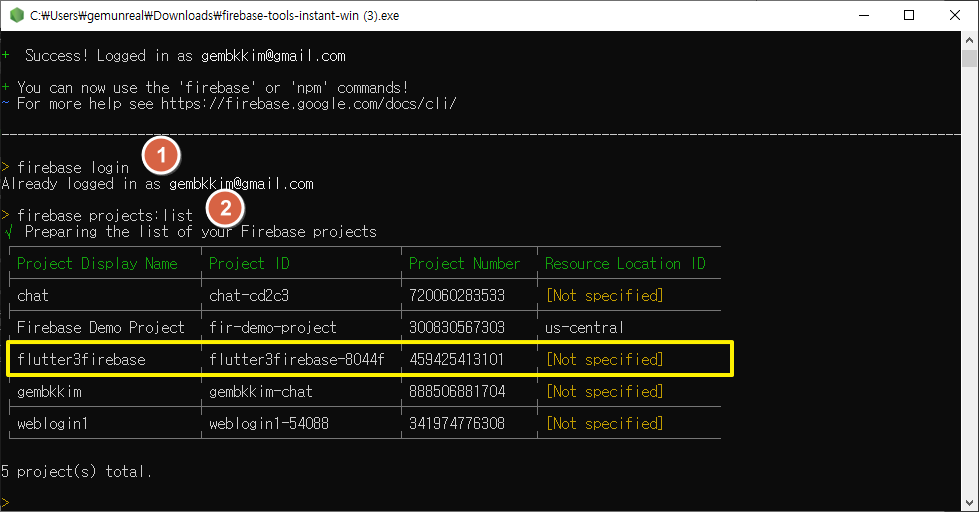 C:₩Users₩gemunreal₩Downloads₩firebase-tools-instant-win (3).exe
+ Success! Logged in as gembkkim@gmail.com
+ You can now use the 'firebase' or 'npm' commands!
~ For more help see https://firebase.google.com/docs/cli/
1
> firebase login
Already logged in as gembkkim@gmail.com
2
> firebase projects:list
√ Preparing the list of your Firebase projects
Project Display Name Project ID Project Number Resource Location ID
chat chat-cd2c3 720060283533 [Not specified]
Firebase Demo Project fir-demo-project 300830567303 us-central
flutter3firebase flutter3firebase-8044f 459425413101 [Not specified]
gembkkim gembkkim-chat 888506881704 [Not specified]
weblogin1 weblogin1-54088 341974776308 [Not specified]
5 project(s) total.
>